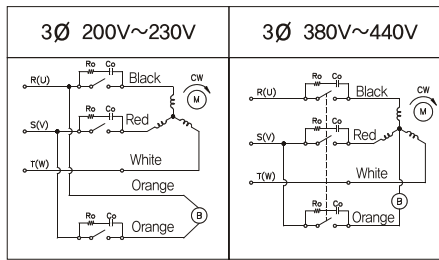 3Ø 200V～230V
Ro Co
R(U)
Black
CW
M
Ro Co
S(V)
Red
T(W)
White
Orange
B
Ro Co
Orange
3Ø 380V～440V
Ro Co
R(U)
Black
CW
M
Ro Co
S(V)
Red
T(W)
White
B
Ro Co
Orange